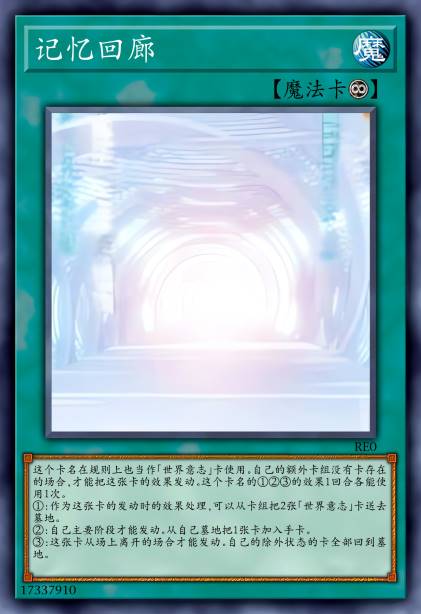 记忆回廊
魔
【魔法卡♾】
RE0
这个卡名在规则上也当作「世界意志」卡使用。自己的额外卡组没有卡存在
的场合，才能把这张卡的效果发动。这个卡名的①②③的效果1回合各能使
用1次。
①：作为这张卡的发动时的效果处理，可以从卡组把2张「世界意志」卡送去
墓地。
②：自己主要阶段才能发动。从自己墓地把1张卡加入手卡。
③：这张卡从场上离开的场合才能发动。自己的除外状态的卡全部回到墓
地。
17337910